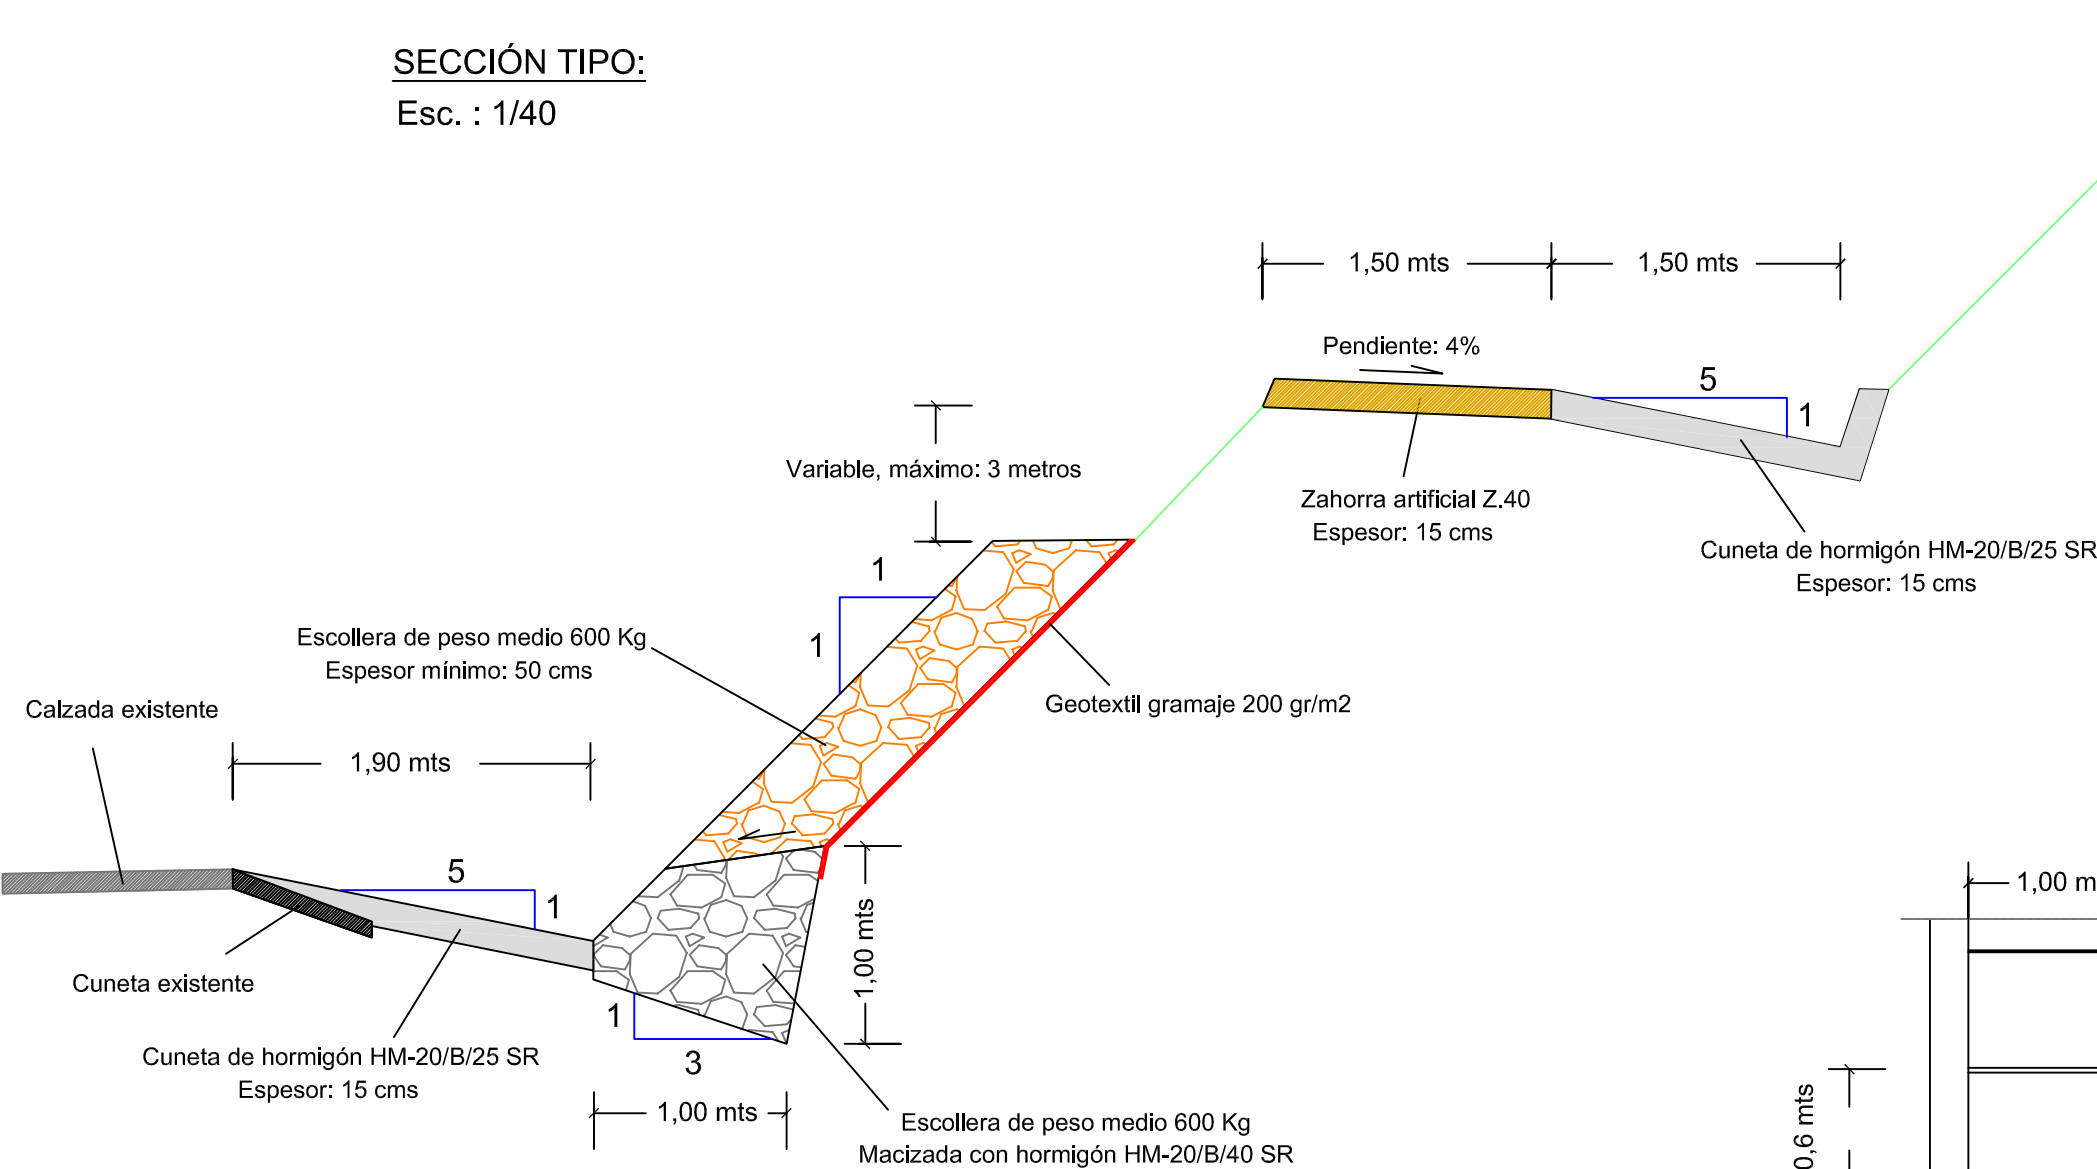 SECCIÓN TIPO:
Esc. : 1/40
1,50 mts
1,50 mts
Pendiente: 4%
5
1
Variable, máximo: 3 metros
Zahorra artificial Z.40
Espesor: 15 cms
Cuneta de hormigón HM-20/B/25 SR
Espesor: 15 cms
1
1
Escollera de peso medio 600 Kg
Espesor mínimo: 50 cms
Geotextil gramaje 200 gr/m2
Calzada existente
1,90 mts
5
1
1,00 mts
1,00 m
Cuneta existente
1
3
Cuneta de hormigón HM-20/B/25 SR
Espesor: 15 cms
1,00 mts
Escollera de peso medio 600 Kg
Macizada con hormigón HM-20/B/40 SR
0,6 mts